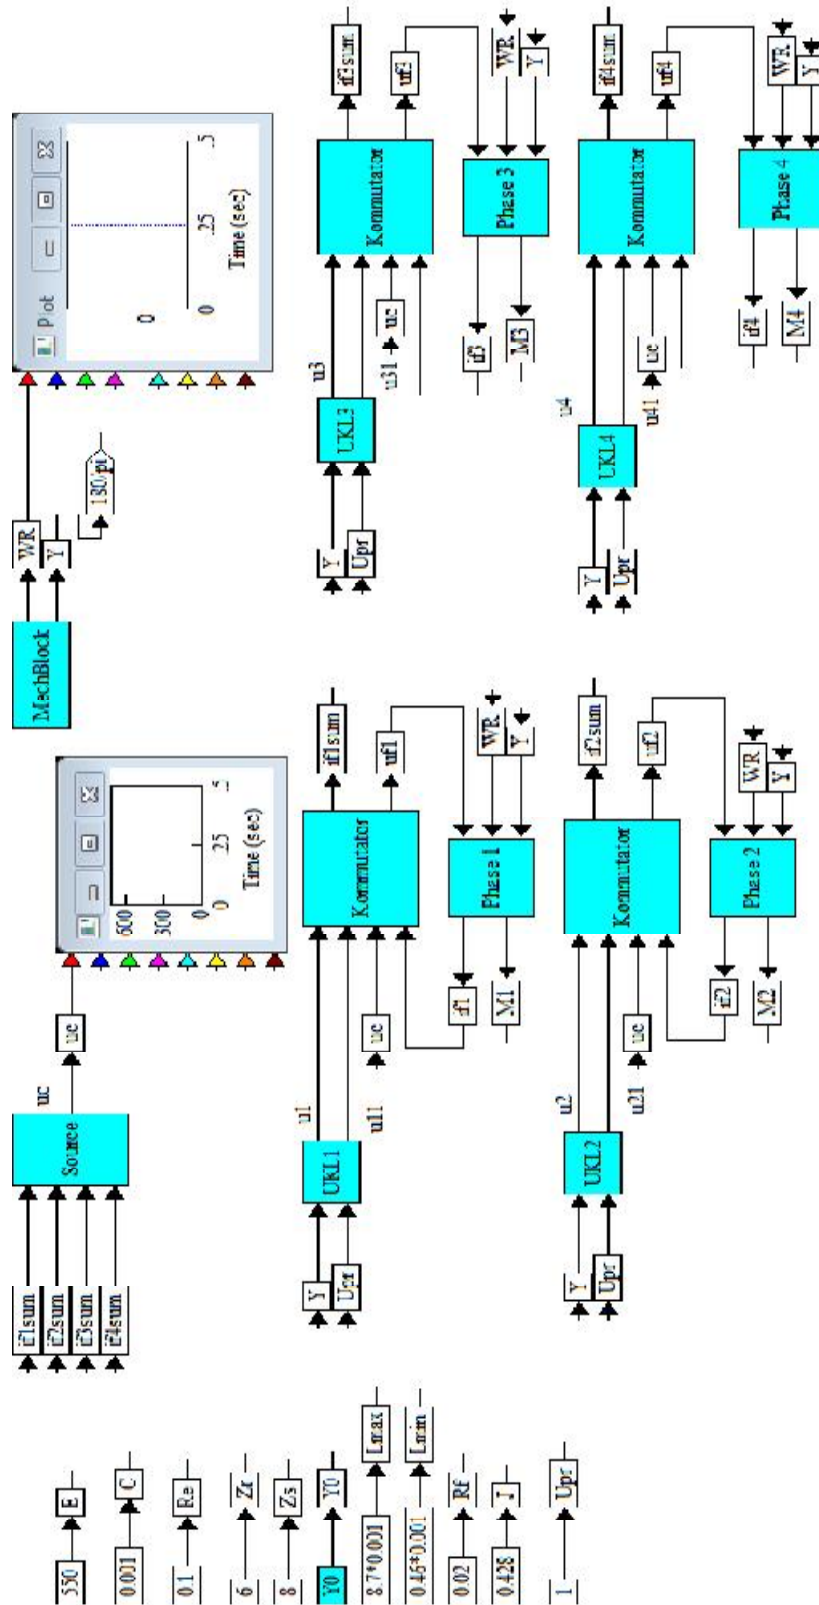 550 E
0.001 C
0.1 Re
6 Zr
8 Zs
Y0 Y0
8.7*0.001 Lmax
0.46*0.001 Lmin
0.02 Rf
0.428 J
1 Upr
if1sum
if2sum
if3sum
if4sum
Source
uc
uc
600
300
0
0 .25 .5
Time (sec)
MechBlock
WR
Y
180/pi
Plot
0
0 .25 .5
Time (sec)
Y
Upr
UKL1
u1
u11
uc
Kommutator
if1sum
uf1
if1
M1
Phase 1
WR
Y
Y
Upr
UKL3
u3
u31
uc
Kommutator
if3sum
uf3
if3
M3
Phase 3
WR
Y
Y
Upr
UKL2
u2
u21
uc
Kommutator
if2sum
uf2
if2
M2
Phase 2
WR
Y
Y
Upr
UKL4
u4
u41
uc
Kommutator
if4sum
uf4
if4
M4
Phase 4
WR
Y